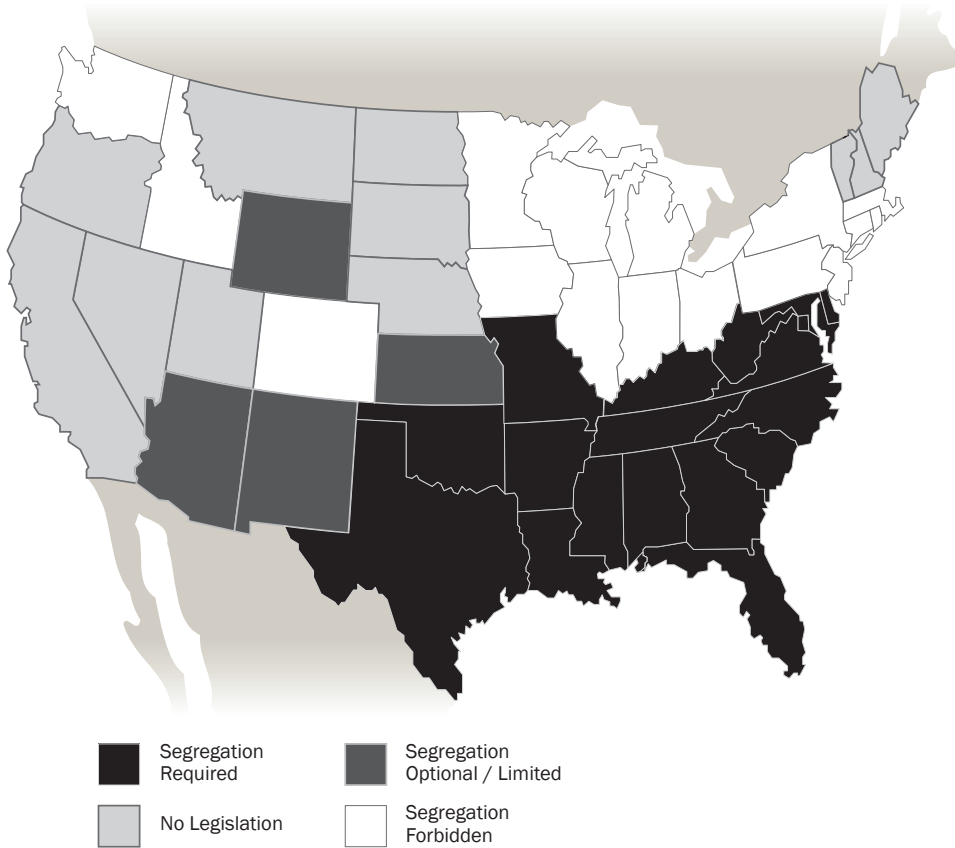 Segregation
Required
Segregation
Optional / Limited
No Legislation
Segregation
Forbidden